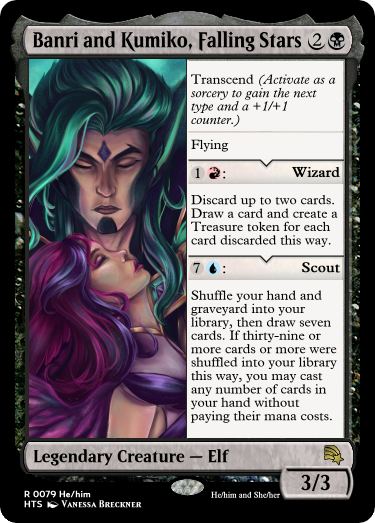 Banri and Kumiko, Falling Stars 2
Transcend (Activate as a
sorcery to gain the next
type and a +1/+1
counter.)
Flying
1 : Wizard
Discard up to two cards.
Draw a card and create a
Treasure token for each
card discarded this way.
7 : Scout
Shuffle your hand and
graveyard into your
library, then draw seven
cards. If thirty-nine or
more cards or more were
shuffled into your library
this way, you may cast
any number of cards in
your hand without
paying their mana costs.
Legendary Creature — Elf
3/3
R 0079 He/him
HTS Vanessa Breckner
He/him and She/her